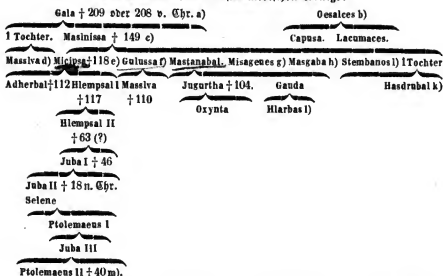 Gala † 209 oder 208 v. Chr. a) Oesalces b)
1 Tochter. Masinissa † 149 c) Capusa. Lacumaces.
Massiva d) Micipsa †118 e) Gulussa f) Mastanabal. Misagenes g) Masgaba h) Stembanos i) 1 Tochter
Adherbal †112 Hiempsal I Massiva Jugurtha † 104. Gauda Hasdrubal k)
†117 †110 Oxynta Hiarbas l)
Hiempsal II
† 63 (?)
Juba I † 46
Juba II † 18 n. Chr.
Selene
Ptolemaeus I
Juba III
Ptolemaeus II † 40 m).